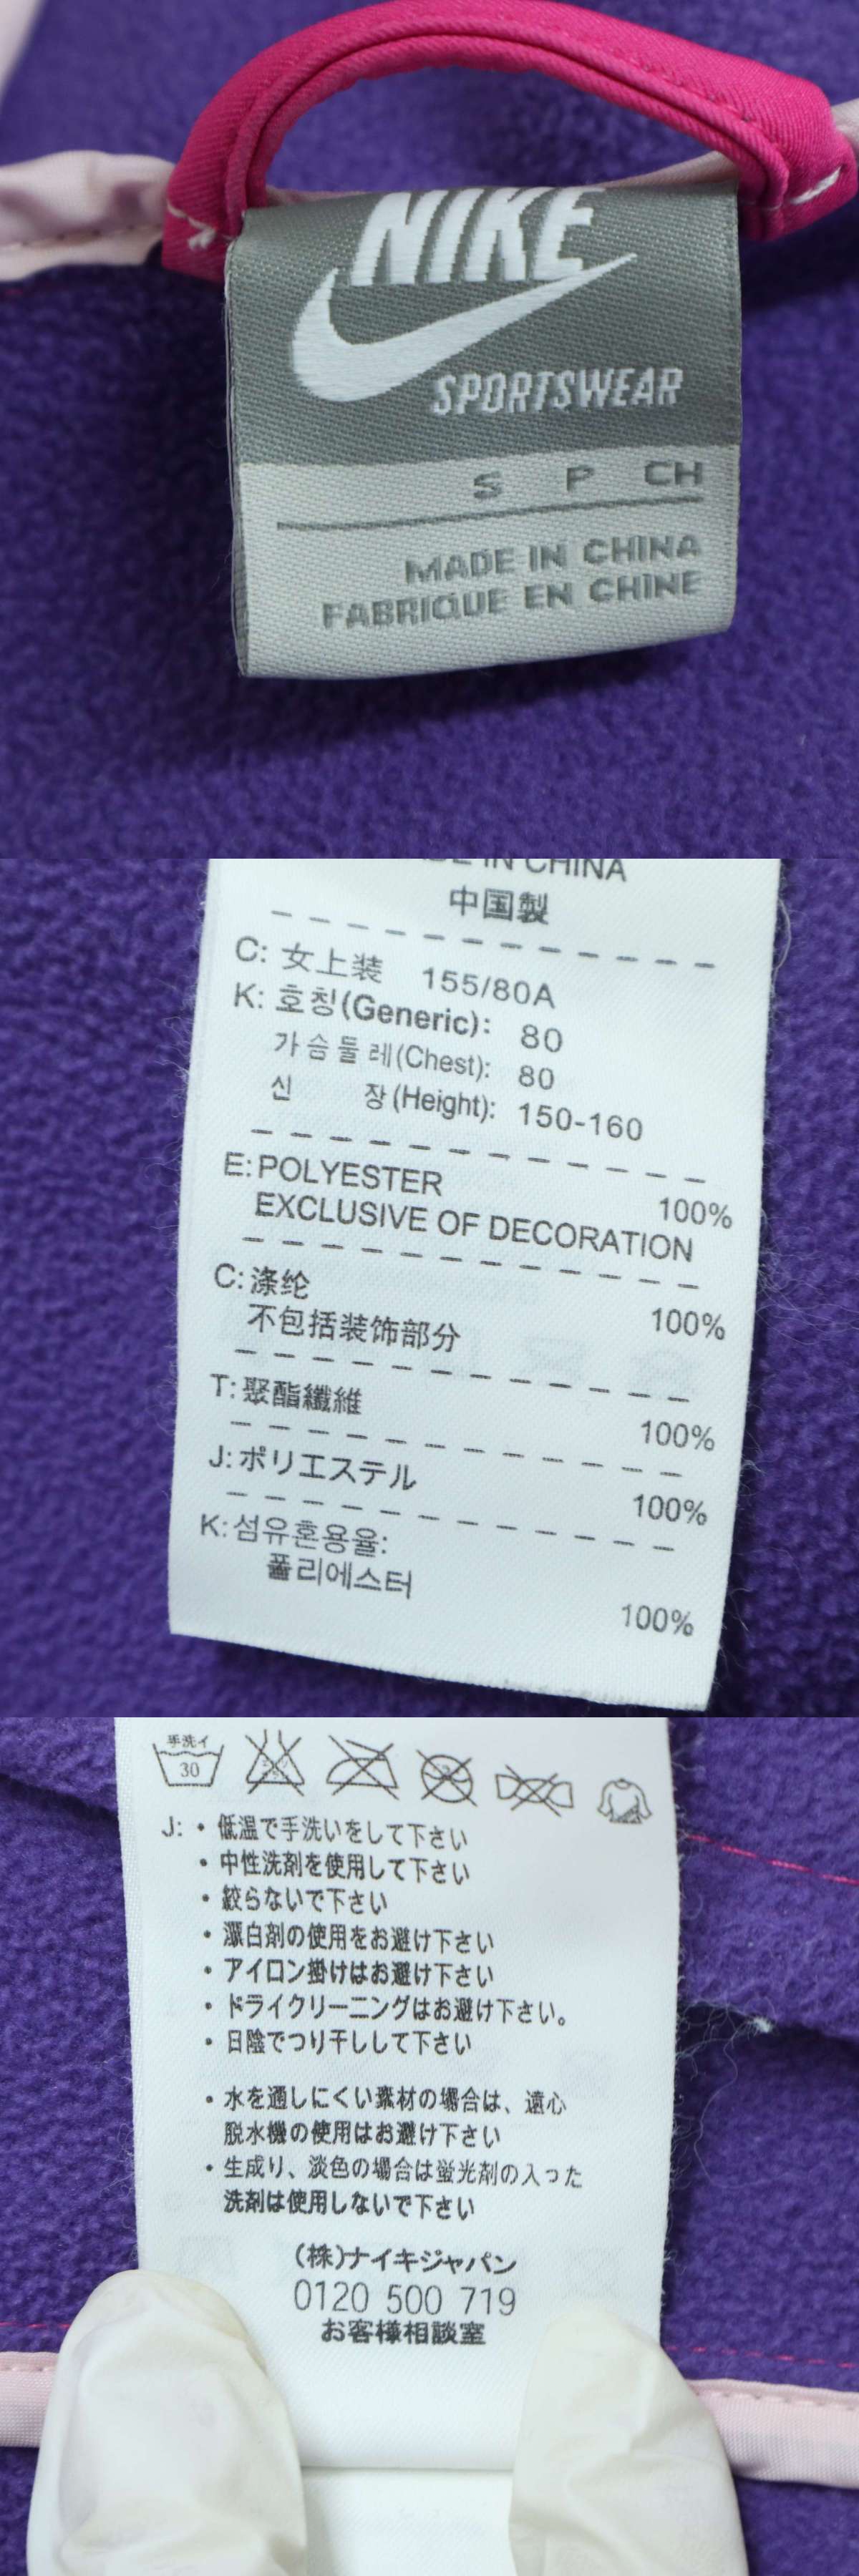 NIKE
SPORTSWEAR
S P CH
MADE IN CHINA
FABRIQUE EN CHINE
IN CHINA
中国製
C: 女上装 155/80A
K: 호칭(Generic): 80
가슴둘레(Chest): 80
신 장(Height): 150-160
E: POLYESTER 100%
EXCLUSIVE OF DECORATION
C: 涤纶 100%
不包括装饰部分
T: 聚酯纖維 100%
J: ポリエステル 100%
K: 섬유혼용율:
폴리에스터 100%
手洗イ
30
J: • 低温で手洗いをして下さい
• 中性洗剤を使用して下さい
• 絞らないで下さい
• 漂白剤の使用をお避け下さい
• アイロン掛けはお避け下さい
• ドライクリーニングはお避け下さい。
• 日陰でつり干しして下さい
• 水を通しにくい素材の場合は、遠心
脱水機の使用はお避け下さい
• 生成り、淡色の場合は蛍光剤の入った
洗剤は使用しないで下さい
(株)ナイキジャパン
0120 500 719
お客様相談室